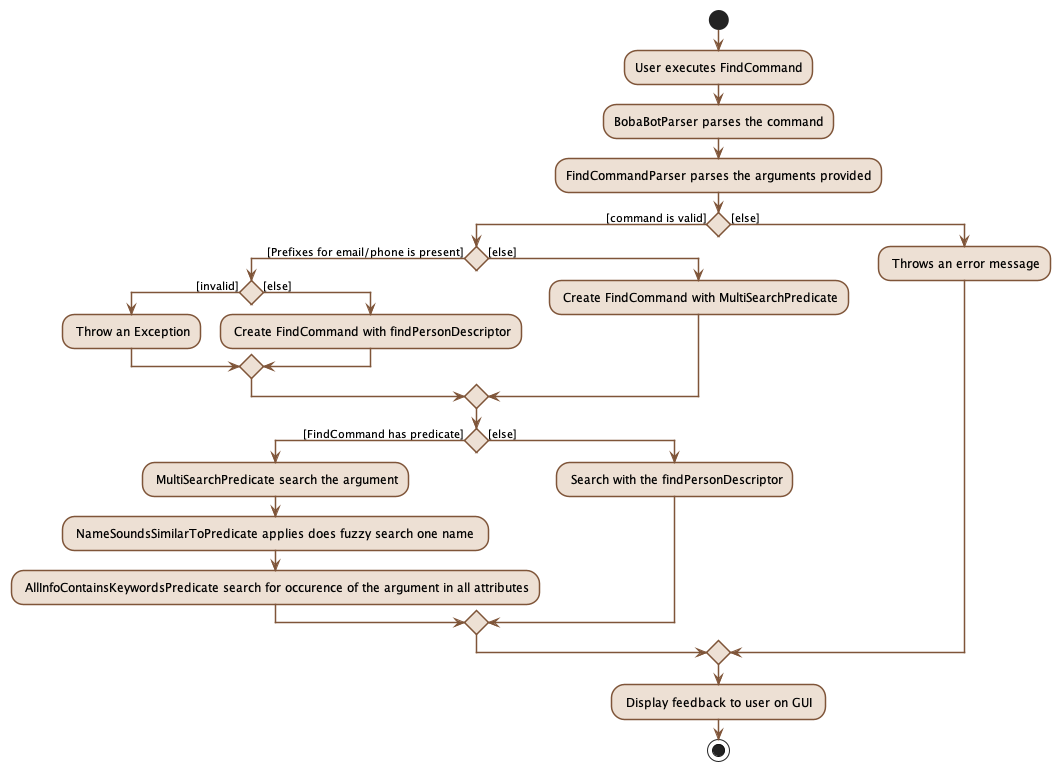 User executes FindCommand
BobaBotParser parses the command
FindCommandParser parses the arguments provided
[command is valid]
[else]
[Prefixes for email/phone is present]
[else]
Throws an error message
[invalid]
[else]
Create FindCommand with MultiSearchPredicate
Throw an Exception
Create FindCommand with findPersonDescriptor
[FindCommand has predicate]
[else]
MultiSearchPredicate search the argument
Search with the findPersonDescriptor
NameSoundsSimilarToPredicate applies does fuzzy search one name
AllInfoContainsKeywordsPredicate search for occurence of the argument in all attributes
Display feedback to user on GUI